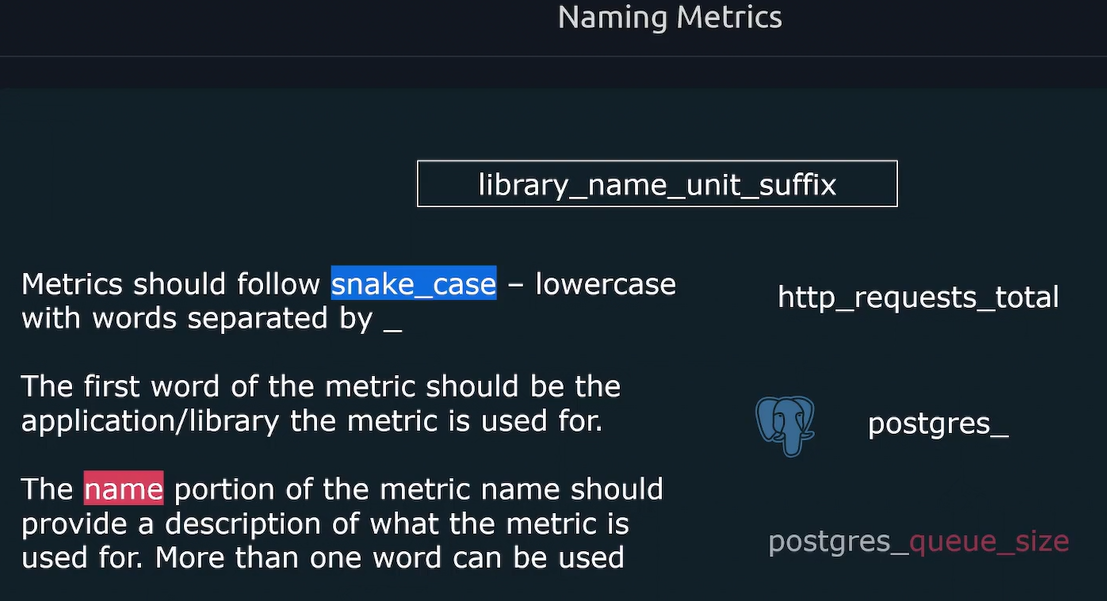 Naming Metrics
library_name_unit_suffix
Metrics should follow snake_case – lowercase
with words separated by _
http_requests_total
The first word of the metric should be the
application/library the metric is used for.
postgres_
The name portion of the metric name should
provide a description of what the metric is
used for. More than one word can be used
postgres_queue_size